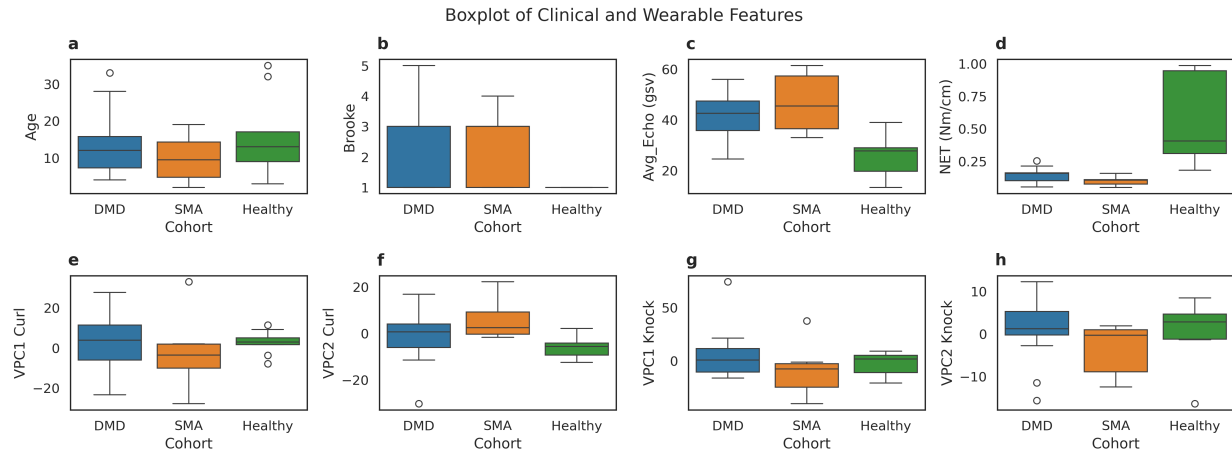 Boxplot of Clinical and Wearable Features
a
b
c
d
Age
30
20
10
DMD SMA Healthy
Cohort
Brooke
5
4
3
2
1
DMD SMA Healthy
Cohort
Avg_Echo (gsv)
60
40
20
DMD SMA Healthy
Cohort
NET (Nm/cm)
1.00
0.75
0.50
0.25
DMD SMA Healthy
Cohort
e
f
g
h
VPC1 Curl
20
0
−20
DMD SMA Healthy
Cohort
VPC2 Curl
20
0
−20
DMD SMA Healthy
Cohort
VPC1 Knock
50
0
DMD SMA Healthy
Cohort
VPC2 Knock
10
0
−10
DMD SMA Healthy
Cohort